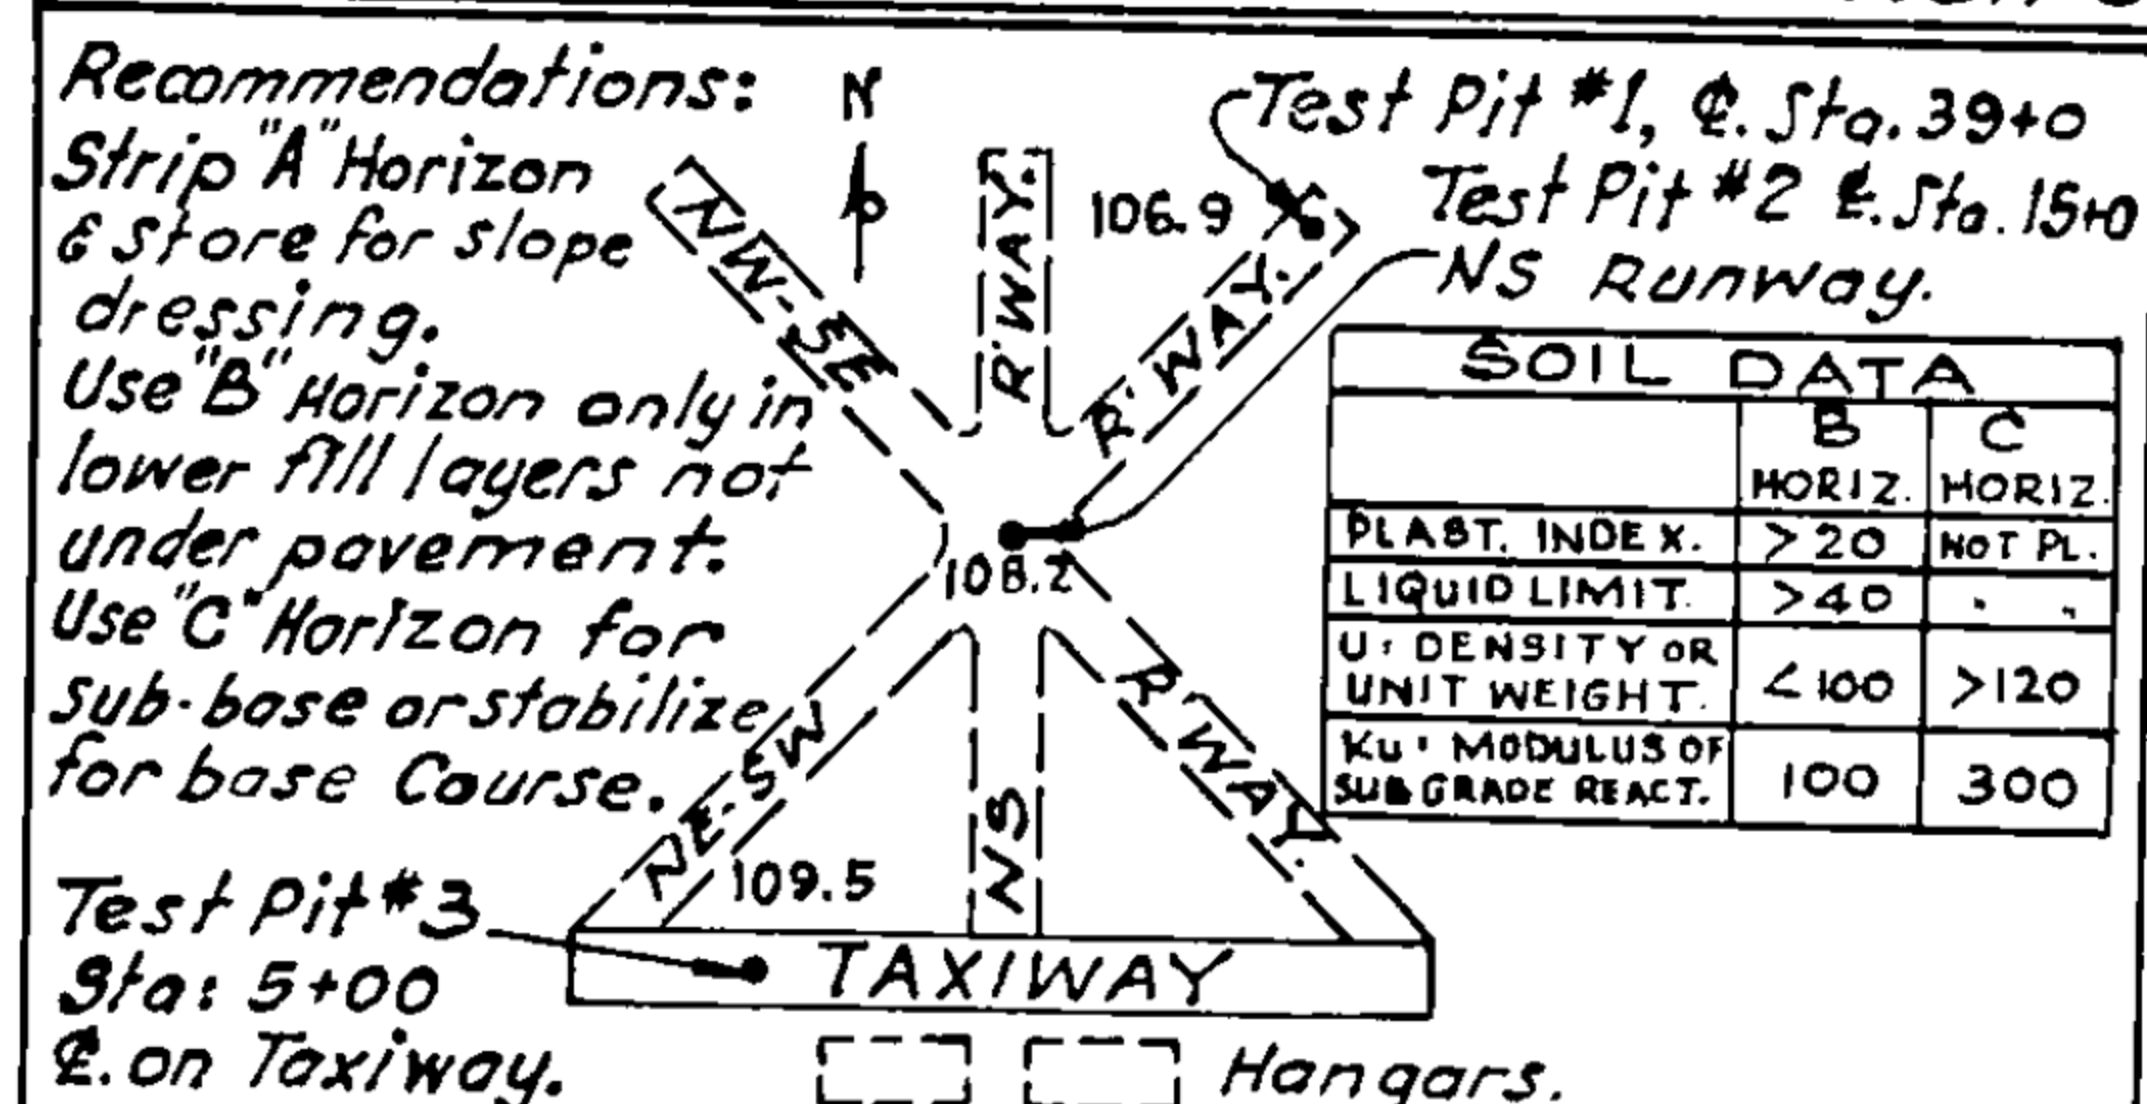 Recommendations:
Strip "A" Horizon
& store for slope
dressing.
Use "B" Horizon only in
lower fill layers not
under pavement.
Use "C" Horizon for
sub-base or stabilize
for base Course.
Test Pit #3
Sta: 5+00
℄. on Taxiway.
N
NW-SE
R'WAY.
R'WAY.
106.9
108.2
NE-SW
109.5
NS
R'WAY.
TAXIWAY
Hangars.
Test Pit #1, ℄. Sta. 39+0
Test Pit #2 ℄. Sta. 15+0
NS Runway.
SOIL DATA
B HORIZ. C HORIZ.
PLAST. INDEX. >20 NOT PL.
LIQUID LIMIT. >40 " "
U: DENSITY OR
UNIT WEIGHT. <100 >120
Ku: MODULUS OF
SUBGRADE REACT. 100 300